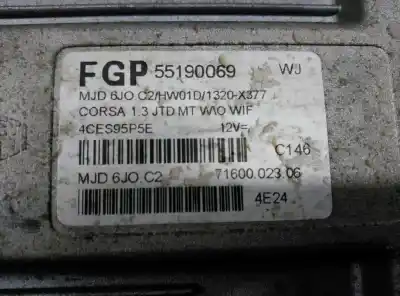 FGP 55190069 WJ
MJD 6JO.C2/HW01D/1320-X377
CORSA 1.3 JTD MT W\O WIF
4CES95P5E 12V=
C146
MJD 6JO.C2 71600.023.06
4E24